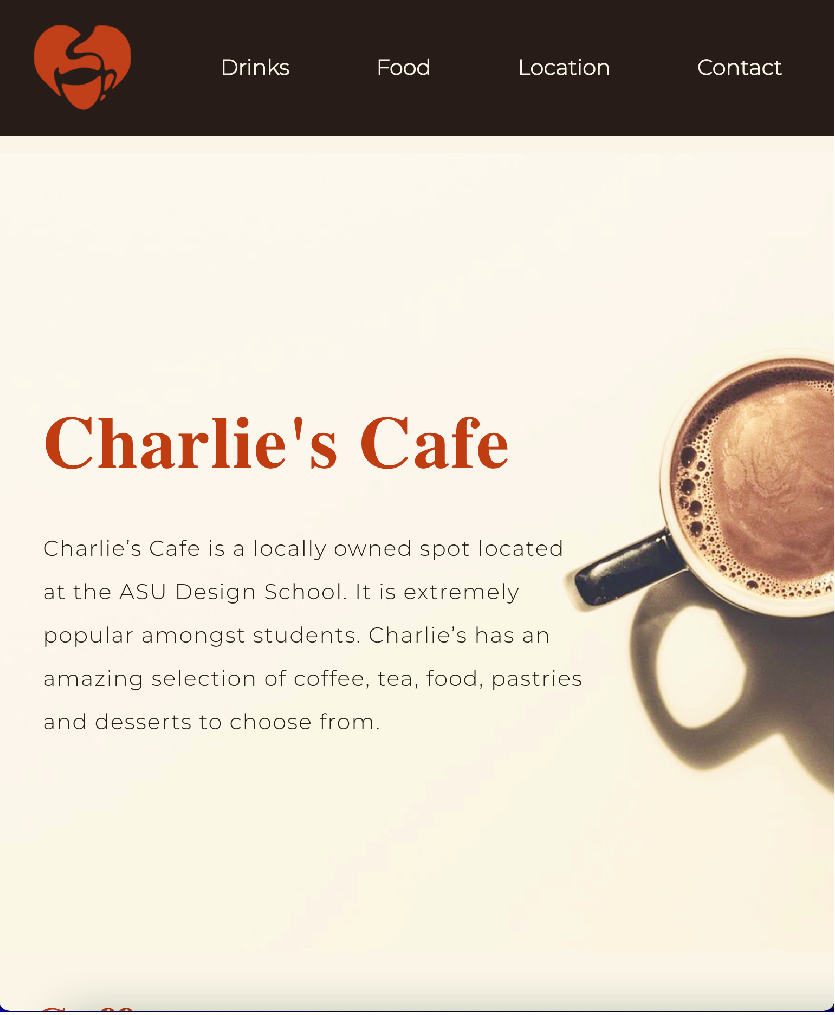 Drinks Food Location Contact
Charlie's Cafe
Charlie’s Cafe is a locally owned spot located
at the ASU Design School. It is extremely
popular amongst students. Charlie’s has an
amazing selection of coffee, tea, food, pastries
and desserts to choose from.